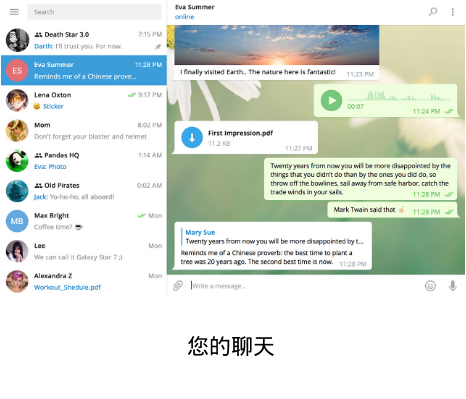 Search
Death Star 3.0 7:15 PM
Darth: I'll trust you. For now.
ES
Eva Summer 11:28 PM
Reminds me of a Chinese prove...
Lena Oxton 9:17 PM
😄 Sticker
Mom 6:20 PM
Don't forget your blaster and helmet
Pandas HQ 1:14 AM
Eva: Photo
Old Pirates 0:02 AM
Jack: Yo-ho-ho, all aboard!
MB
Max Bright Mon
Coffee time? ☕
Lee Mon
We can call it Galaxy Star 7 ;)
Alexandra Z Mon
Workout_Shedule.pdf
Eva Summer
online
I finally visited Earth.. The nature here is fantastic! 11:23 PM
00:07
11:24 PM
First Impression.pdf
11.2 KB
11:27 PM
Twenty years from now you will be more disappointed by the
things that you didn't do than by the ones you did do, so
throw off the bowlines, sail away from safe harbor, catch the
trade winds in your sails.
11:28 PM
Mark Twain said that ☝ 11:28 PM
Mary Sue
Twenty years from now you will be more disappointed by t...
Reminds me of a Chinese proverb: the best time to plant a
tree was 20 years ago. The second best time is now. 11:28 PM
Write a message...
您的聊天